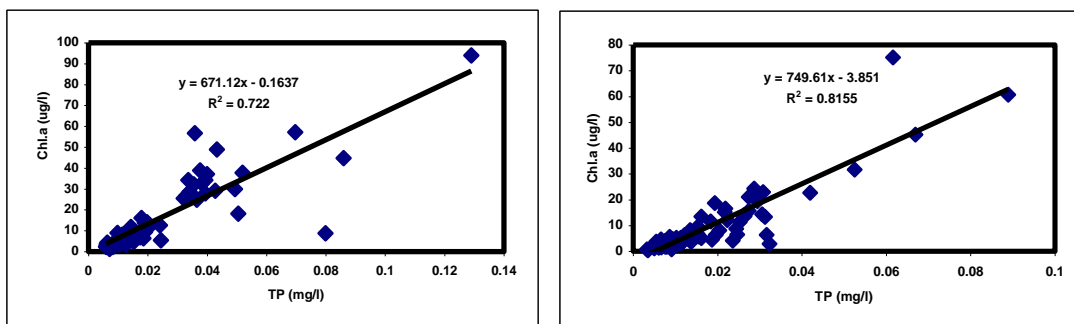 100
90
80
70
60
50
40
30
20
10
0
Chl.a (ug/l)
y = 671.12x - 0.1637
R² = 0.722
0 0.02 0.04 0.06 0.08 0.1 0.12 0.14
TP (mg/l)
80
70
60
50
40
30
20
10
0
Chl.a (ug/l)
y = 749.61x - 3.851
R² = 0.8155
0 0.02 0.04 0.06 0.08 0.1
TP (mg/l)